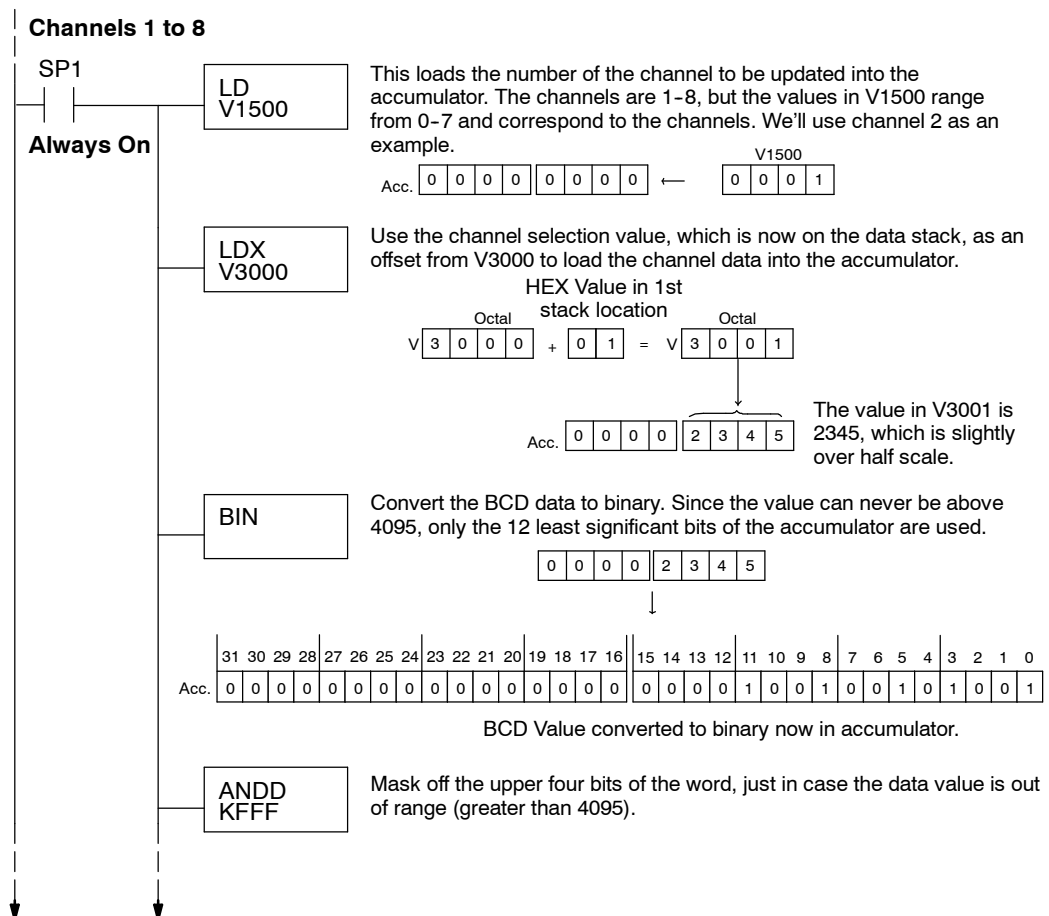 Channels 1 to 8
SP1
Always On
LD
V1500
This loads the number of the channel to be updated into the
accumulator. The channels are 1-8, but the values in V1500 range
from 0-7 and correspond to the channels. We'll use channel 2 as an
example.
V1500
Acc. 0 0 0 0 0 0 0 0 ← 0 0 0 1
LDX
V3000
Use the channel selection value, which is now on the data stack, as an
offset from V3000 to load the channel data into the accumulator.
HEX Value in 1st
stack location
Octal Octal
V 3 0 0 0 + 0 1 = V 3 0 0 1
Acc. 0 0 0 0 2 3 4 5
The value in V3001 is
2345, which is slightly
over half scale.
BIN
Convert the BCD data to binary. Since the value can never be above
4095, only the 12 least significant bits of the accumulator are used.
0 0 0 0 2 3 4 5
31 30 29 28 27 26 25 24 23 22 21 20 19 18 17 16 15 14 13 12 11 10 9 8 7 6 5 4 3 2 1 0
Acc. 0 0 0 0 0 0 0 0 0 0 0 0 0 0 0 0 0 0 0 0 1 0 0 1 0 0 1 0 1 0 0 1
BCD Value converted to binary now in accumulator.
ANDD
KFFF
Mask off the upper four bits of the word, just in case the data value is out
of range (greater than 4095).